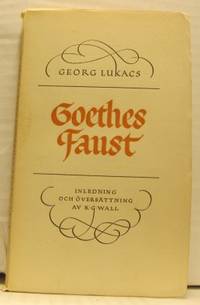 GEORG LUKACS
Goethes
Faust
INLEDNING
OCH ÖVERSÄTTNING
AV K G WALL